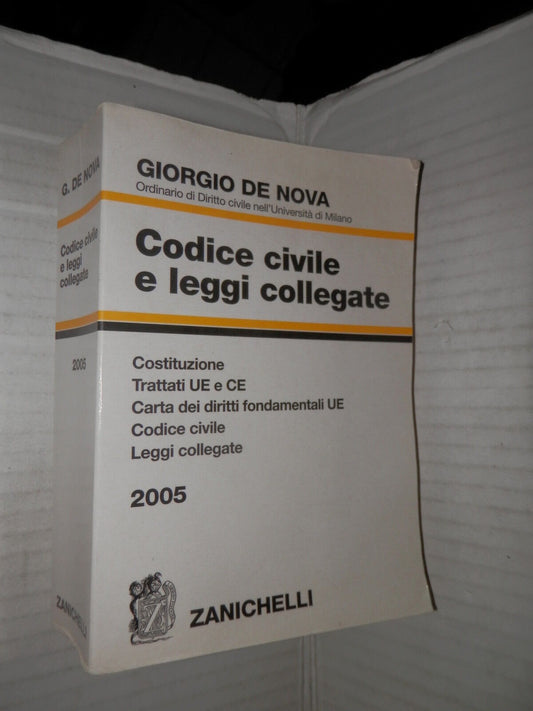 G. DE NOVA
Codice civile
e leggi
collegate
2005
ZANICHELLI
GIORGIO DE NOVA
Ordinario di Diritto civile nell'Università di Milano
Codice civile
e leggi collegate
Costituzione
Trattati UE e CE
Carta dei diritti fondamentali UE
Codice civile
Leggi collegate
2005
ZANICHELLI